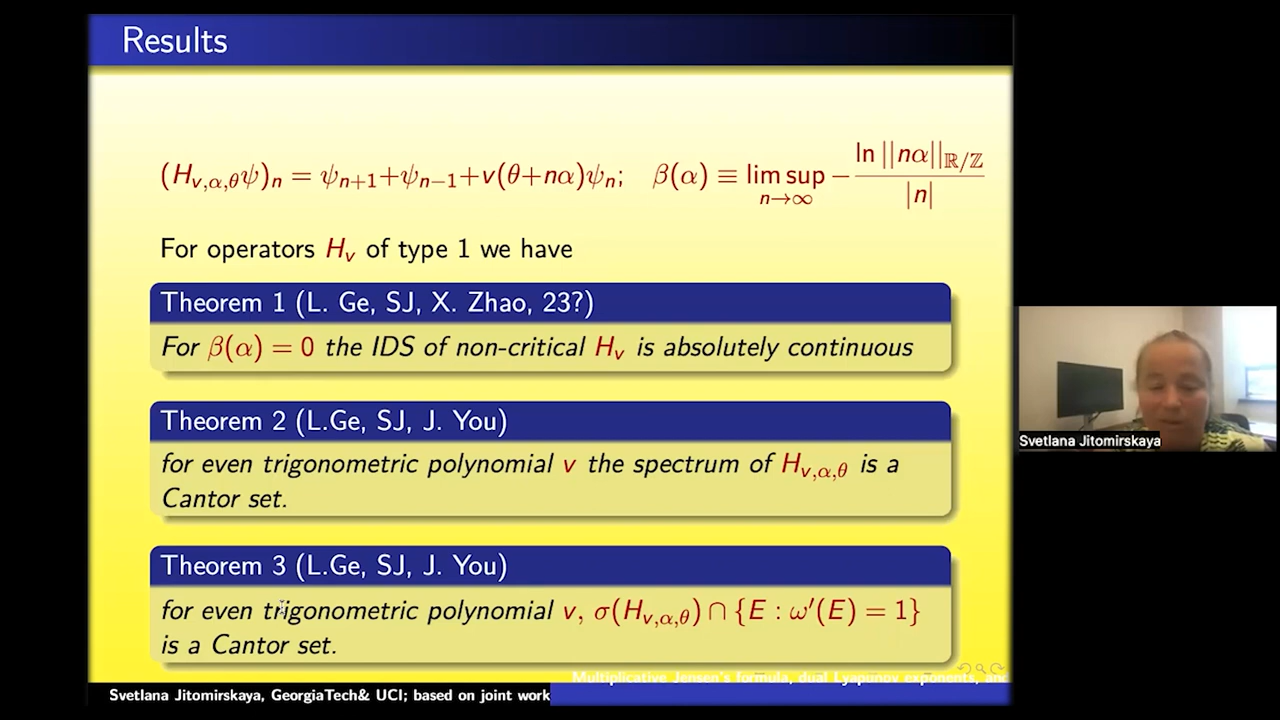 Results
(H_{v,α,θ}ψ)_n = ψ_{n+1}+ψ_{n−1}+v(θ+nα)ψ_n; β(α) ≡ lim sup_{n→∞} − ln ||nα||_{ℝ/ℤ} / |n|
For operators H_v of type 1 we have
Theorem 1 (L. Ge, SJ, X. Zhao, 23?)
For β(α) = 0 the IDS of non-critical H_v is absolutely continuous
Theorem 2 (L.Ge, SJ, J. You)
for even trigonometric polynomial v the spectrum of H_{v,α,θ} is a
Cantor set.
Theorem 3 (L.Ge, SJ, J. You)
for even trigonometric polynomial v, σ(H_{v,α,θ}) ∩ {E : ω′(E) = 1}
is a Cantor set.
Svetlana Jitomirskaya
Multiplicative Jensen's formula, dual Lyapunov exponents, and
Svetlana Jitomirskaya, GeorgiaTech& UCI; based on joint work